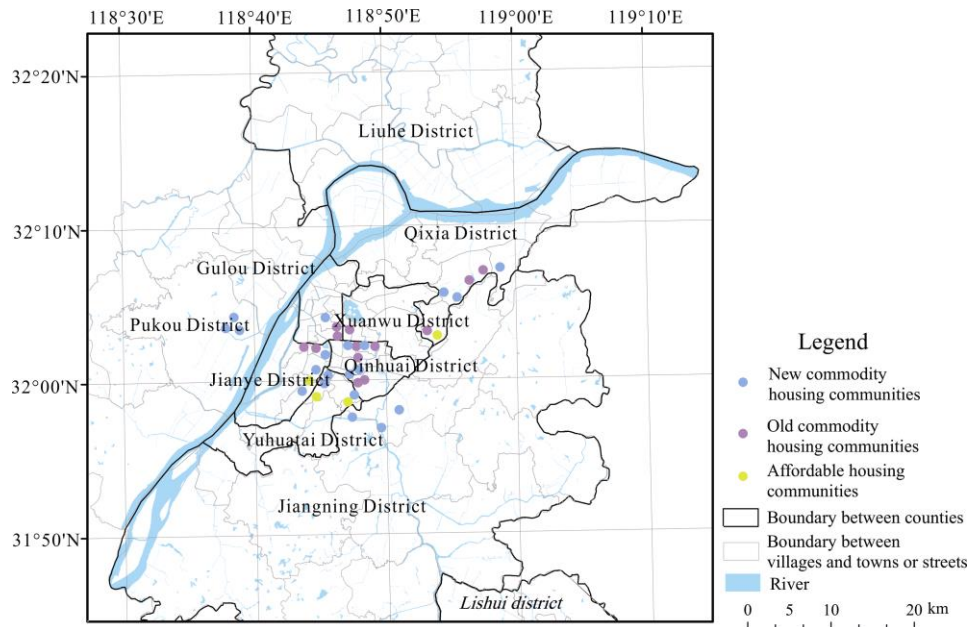 118°30'E 118°40'E 118°50'E 119°00'E 119°10'E
32°20'N
Liuhe District
32°10'N
Qixia District
Gulou District
Xuanwu District
Pukou District
Qinhuai District
32°00'N
Jianye District
Yuhuatai District
Jiangning District
31°50'N
Lishui district
Legend
New commodity
housing communities
Old commodity
housing communities
Affordable housing
communities
Boundary between counties
Boundary between
villages and towns or streets
River
0 5 10 20 km